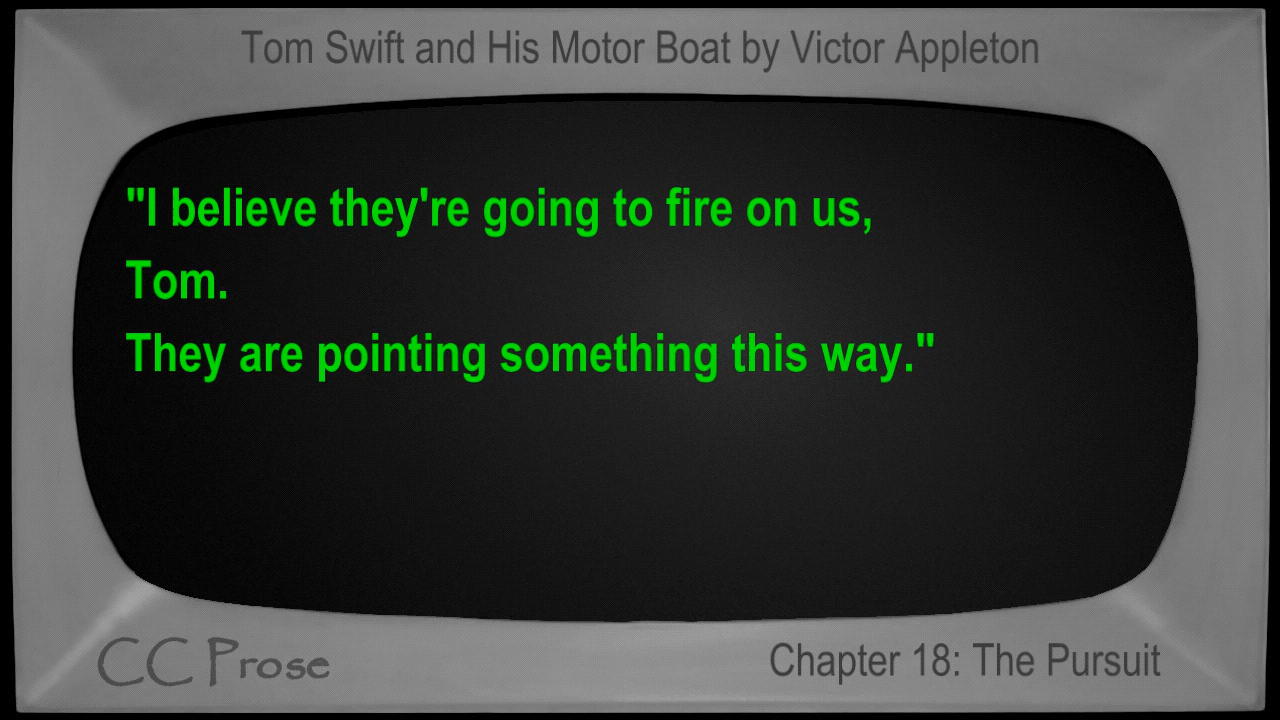 Tom Swift and His Motor Boat by Victor Appleton
"I believe they're going to fire on us,
Tom.
They are pointing something this way."
CC Prose
Chapter 18: The Pursuit